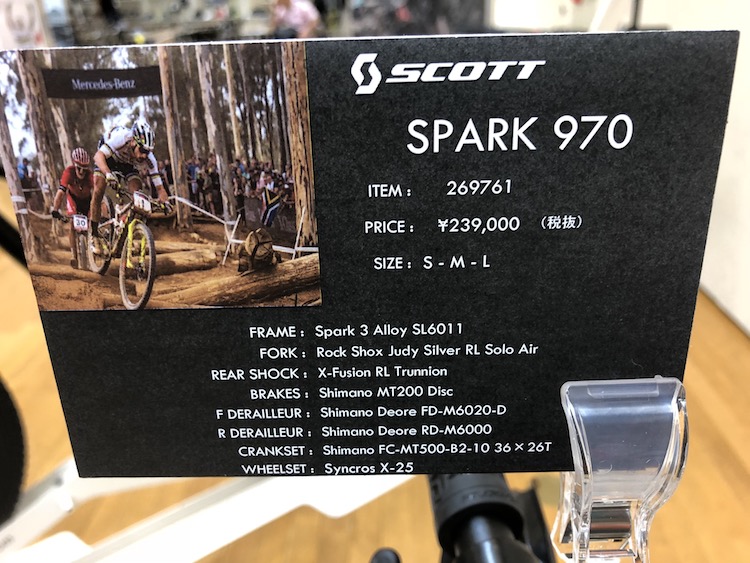 Mercedes-Benz
SCOTT
SPARK 970
ITEM : 269761
PRICE : ¥239,000 (税抜)
SIZE : S - M - L
30
1
FRAME : Spark 3 Alloy SL6011
FORK : Rock Shox Judy Silver RL Solo Air
REAR SHOCK : X-Fusion RL Trunnion
BRAKES : Shimano MT200 Disc
F DERAILLEUR : Shimano Deore FD-M6020-D
R DERAILLEUR : Shimano Deore RD-M6000
CRANKSET : Shimano FC-MT500-B2-10 36×26T
WHEELSET : Syncros X-25